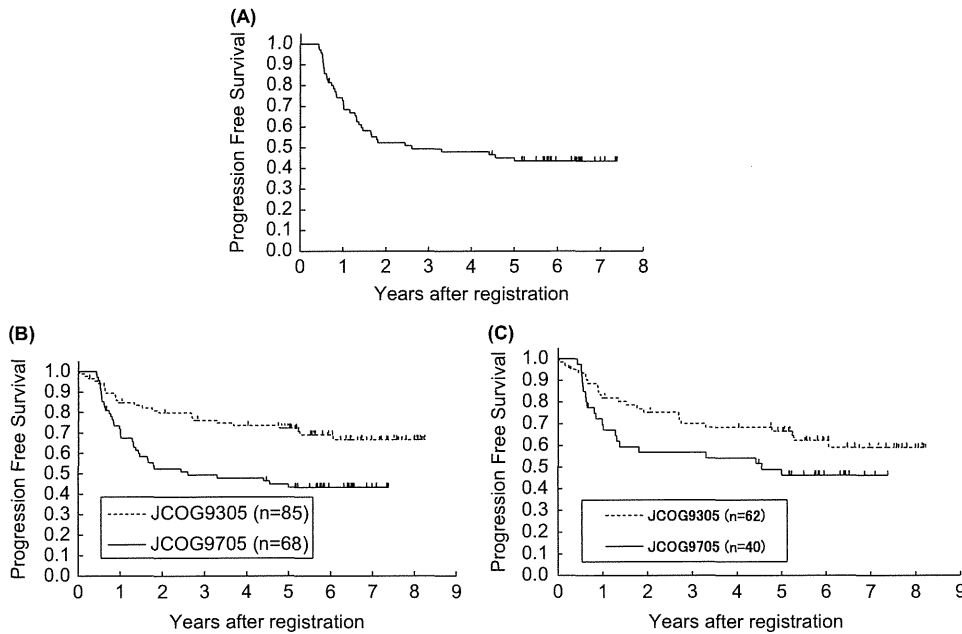 (A)
Progression Free Survival
1.0
0.9
0.8
0.7
0.6
0.5
0.4
0.3
0.2
0.1
0.0
0 1 2 3 4 5 6 7 8
Years after registration
(B)
Progression Free Survival
1.0
0.9
0.8
0.7
0.6
0.5
0.4
0.3
0.2
0.1
0.0
JCOG9305 (n=85)
JCOG9705 (n=68)
0 1 2 3 4 5 6 7 8 9
Years after registration
(C)
Progression Free Survival
1.0
0.9
0.8
0.7
0.6
0.5
0.4
0.3
0.2
0.1
0.0
JCOG9305 (n=62)
JCOG9705 (n=40)
0 1 2 3 4 5 6 7 8 9
Years after registration